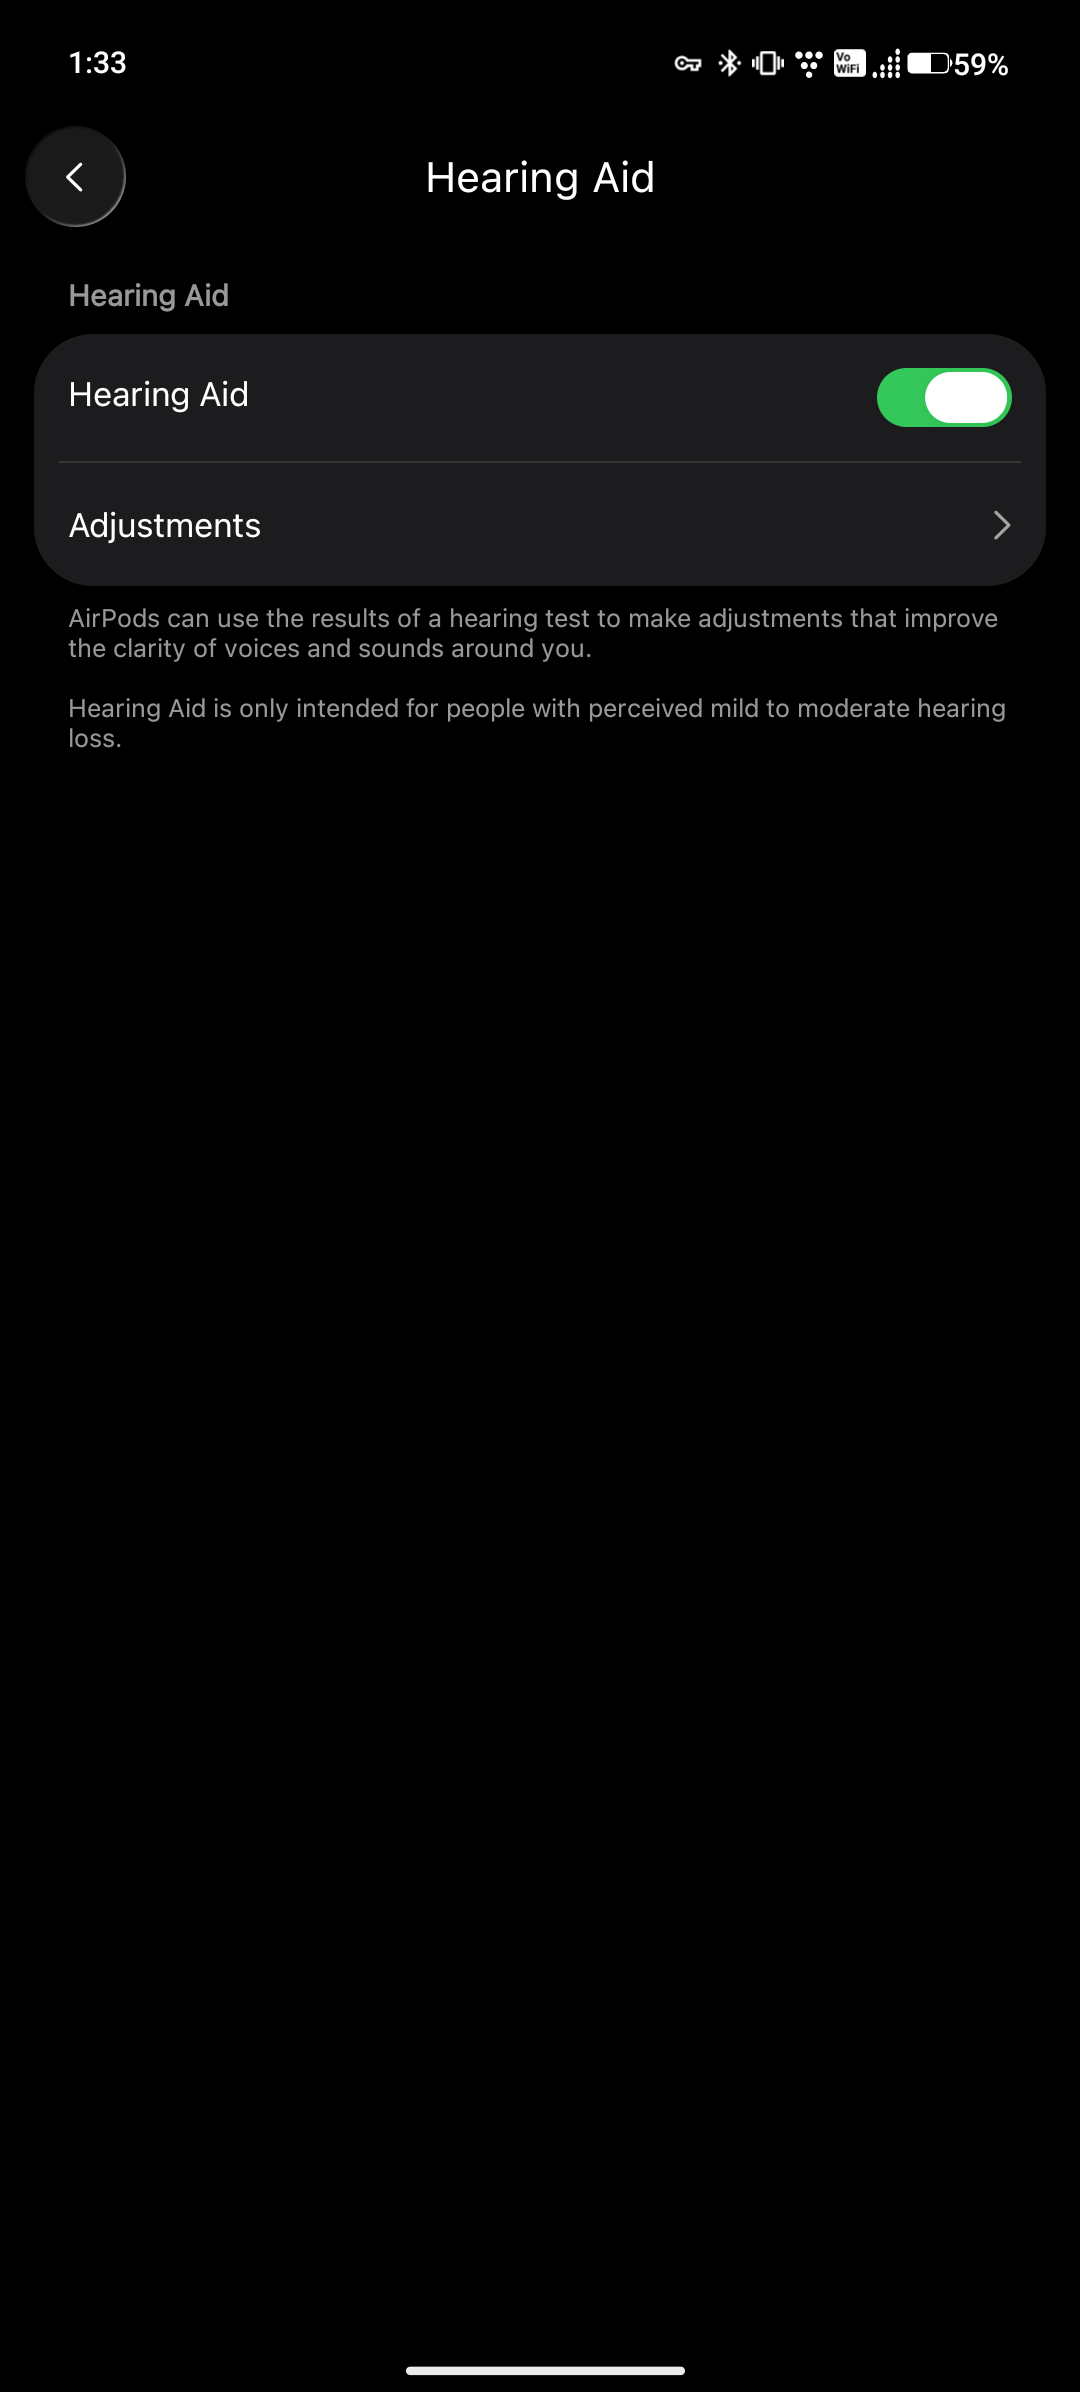 1:33
Vo
WiFi
59%
Hearing Aid
Hearing Aid
Hearing Aid
Adjustments
AirPods can use the results of a hearing test to make adjustments that improve
the clarity of voices and sounds around you.
Hearing Aid is only intended for people with perceived mild to moderate hearing
loss.